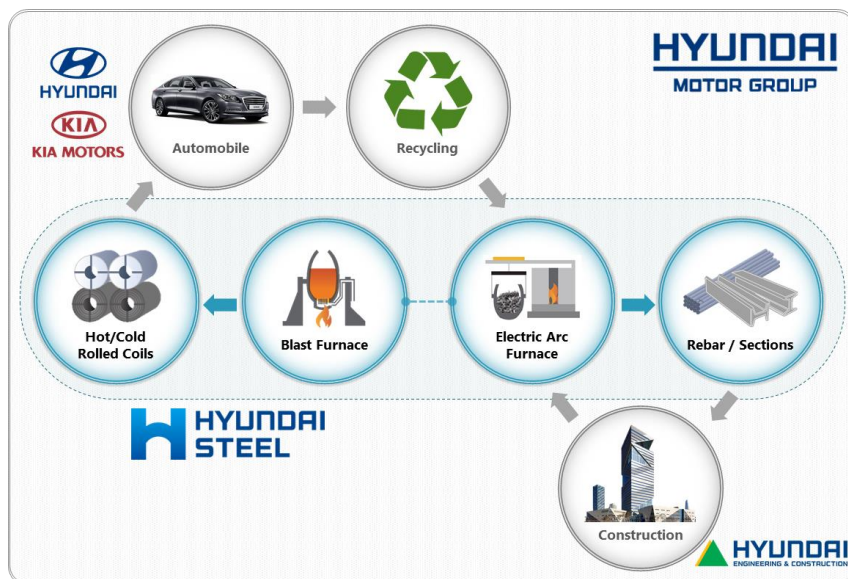 HYUNDAI
KIA
KIA MOTORS
Automobile
Recycling
HYUNDAI
MOTOR GROUP
Hot/Cold
Rolled Coils
Blast Furnace
Electric Arc
Furnace
Rebar / Sections
HYUNDAI
STEEL
Construction
HYUNDAI
ENGINEERING & CONSTRUCTION